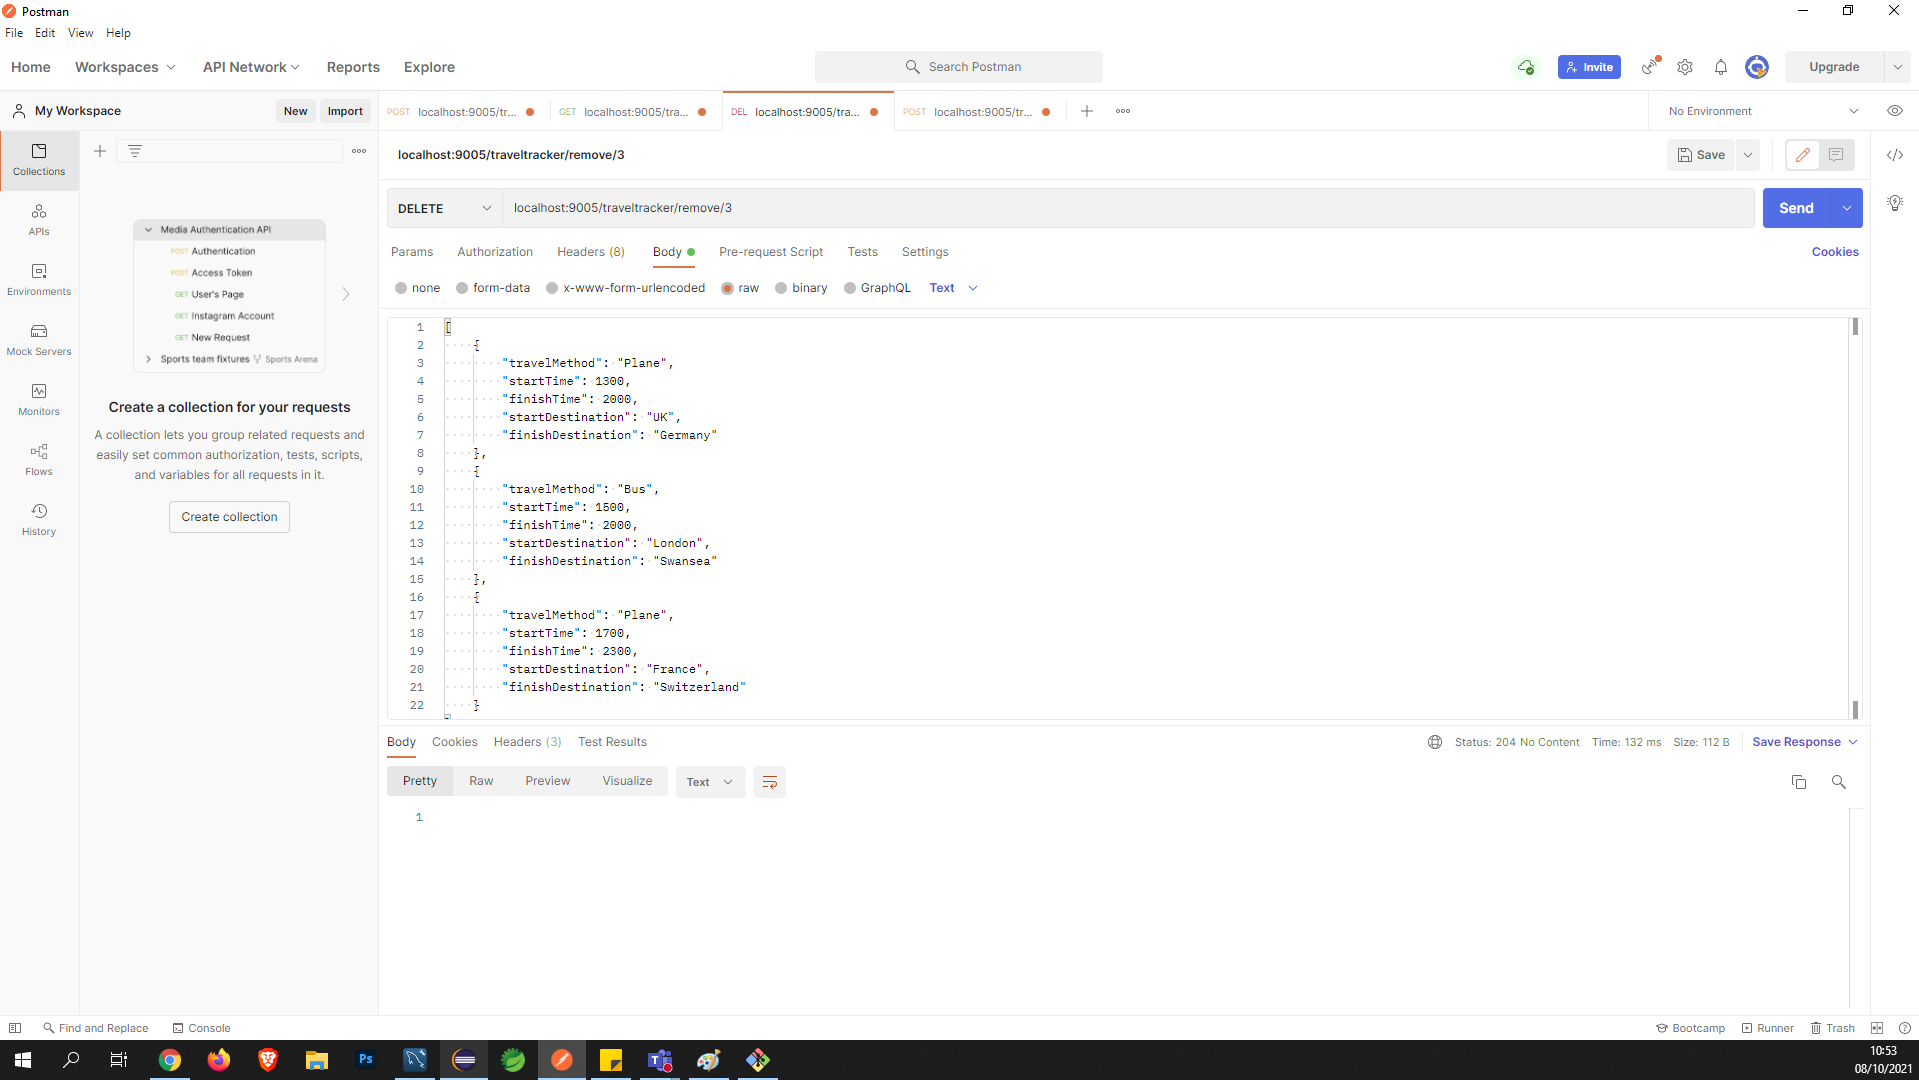 Postman
File Edit View Help
Home Workspaces API Network Reports Explore Search Postman Invite Upgrade
My Workspace New Import POST localhost:9005/tr... GET localhost:9005/tra... DEL localhost:9005/tra... POST localhost:9005/tr... No Environment
Collections
APIs
Environments
Mock Servers
Monitors
Flows
History
Media Authentication API
POST Authentication
POST Access Token
GET User's Page
GET Instagram Account
GET New Request
Sports team fixtures Sports Arena
Create a collection for your requests
A collection lets you group related requests and
easily set common authorization, tests, scripts,
and variables for all requests in it.
Create collection
localhost:9005/traveltracker/remove/3 Save
DELETE localhost:9005/traveltracker/remove/3 Send
Params Authorization Headers (8) Body Pre-request Script Tests Settings Cookies
none form-data x-www-form-urlencoded raw binary GraphQL Text
1 [
2 {
3 "travelMethod": "Plane",
4 "startTime": 1300,
5 "finishTime": 2000,
6 "startDestination": "UK",
7 "finishDestination": "Germany"
8 },
9 {
10 "travelMethod": "Bus",
11 "startTime": 1500,
12 "finishTime": 2000,
13 "startDestination": "London",
14 "finishDestination": "Swansea"
15 },
16 {
17 "travelMethod": "Plane",
18 "startTime": 1700,
19 "finishTime": 2300,
20 "startDestination": "France",
21 "finishDestination": "Switzerland"
22 }
Body Cookies Headers (3) Test Results Status: 204 No Content Time: 132 ms Size: 112 B Save Response
Pretty Raw Preview Visualize Text
1
Find and Replace Console Bootcamp Runner Trash
Ps
10:53
08/10/2021